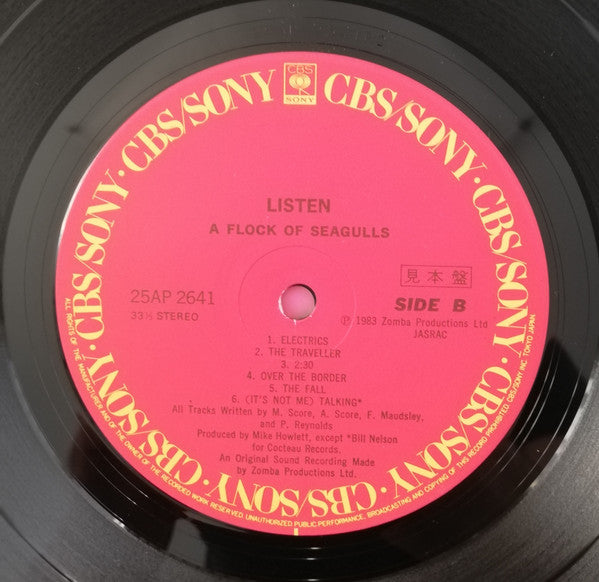 CBS/SONY · CBS/SONY · CBS/SONY · CBS/SONY · CBS/SONY · CBS/SONY · CBS/SONY · CBS/SONY
CBS
SONY
LISTEN
A FLOCK OF SEAGULLS
見本盤
25AP 2641
SIDE B
33⅓ STEREO
Ⓟ 1983 Zomba Productions Ltd
JASRAC
1. ELECTRICS
2. THE TRAVELLER
3. 2:30
4. OVER THE BORDER
5. THE FALL
6. (IT'S NOT ME) TALKING*
All Tracks Written by M. Score, A. Score, F. Maudsley,
and P. Reynolds
Produced by Mike Howlett, except *Bill Nelson
for Cocteau Records.
An Original Sound Recording Made
by Zomba Productions Ltd.
ALL RIGHTS OF THE MANUFACTURER AND OF THE OWNER OF THE RECORDED WORK RESERVED. UNAUTHORIZED PUBLIC PERFORMANCE, BROADCASTING AND COPYING OF THIS RECORD PROHIBITED. CBS/SONY INC. TOKYO JAPAN